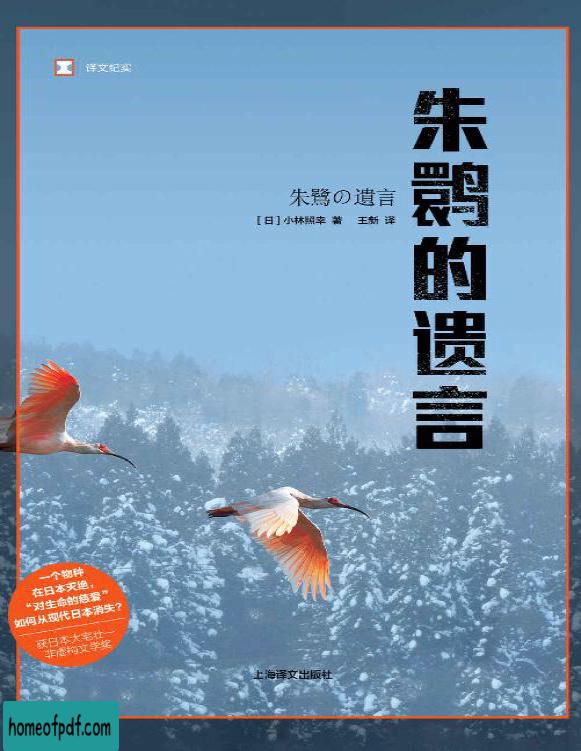 译文纪实
朱鹮的遗言
朱鷺の遺言
[日]小林照幸 著 王新 译
一个物种
在日本灭绝，
“对生命的慈爱”
如何从现代日本消失？
获日本大宅壮一
非虚构文学奖
上海译文出版社
homeofpdf.com